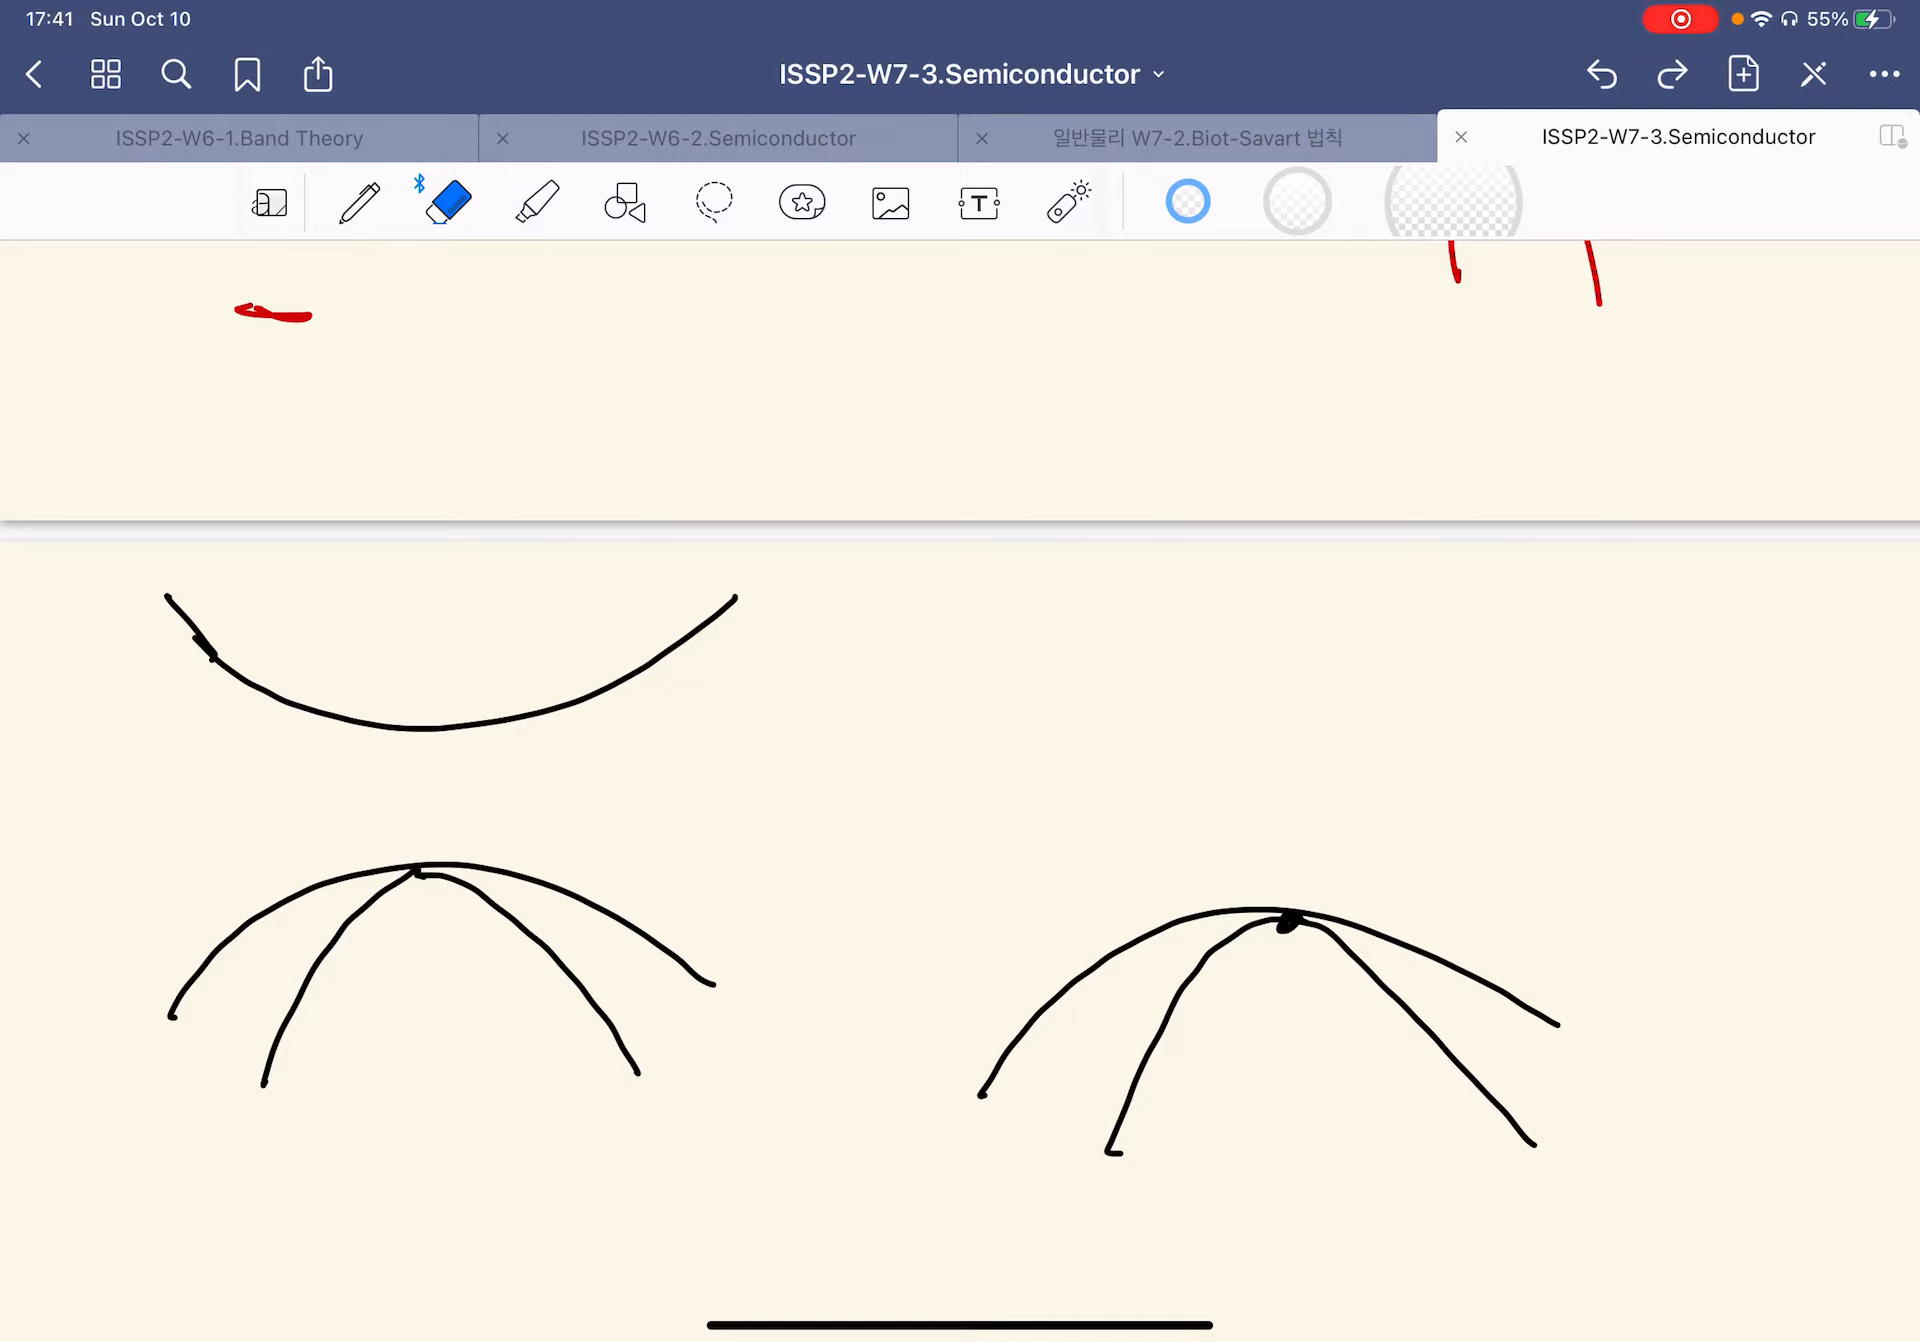 17:41 Sun Oct 10
55%
ISSP2-W7-3.Semiconductor
ISSP2-W6-1.Band Theory
ISSP2-W6-2.Semiconductor
일반물리 W7-2.Biot-Savart 법칙
ISSP2-W7-3.Semiconductor
T